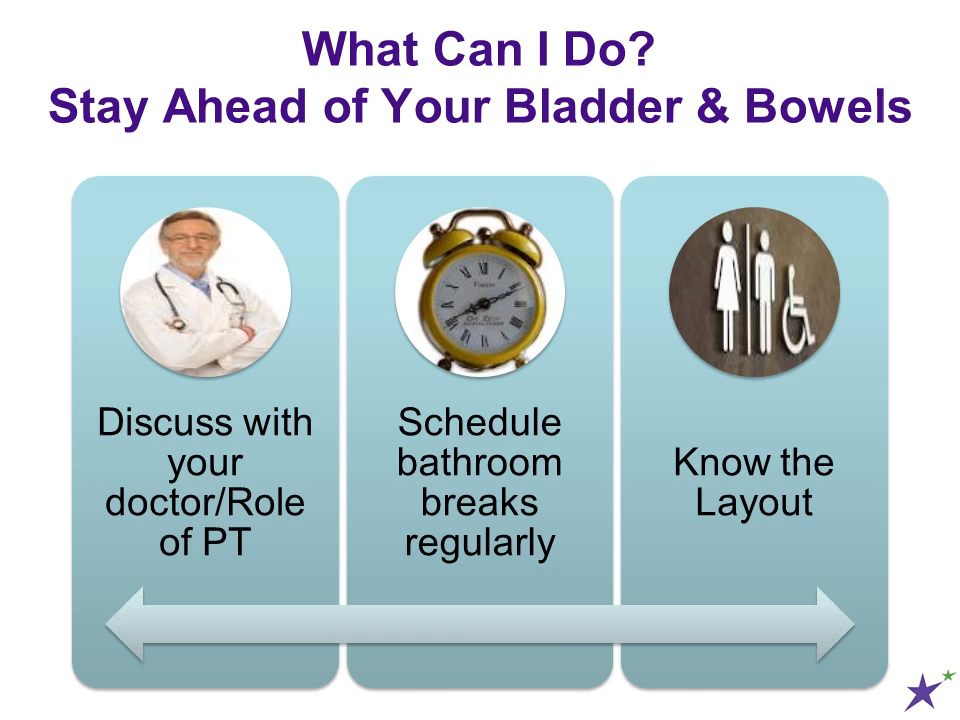 What Can I Do?
Stay Ahead of Your Bladder & Bowels
Discuss with
your
doctor/Role
of PT
Schedule
bathroom
breaks
regularly
Know the
Layout